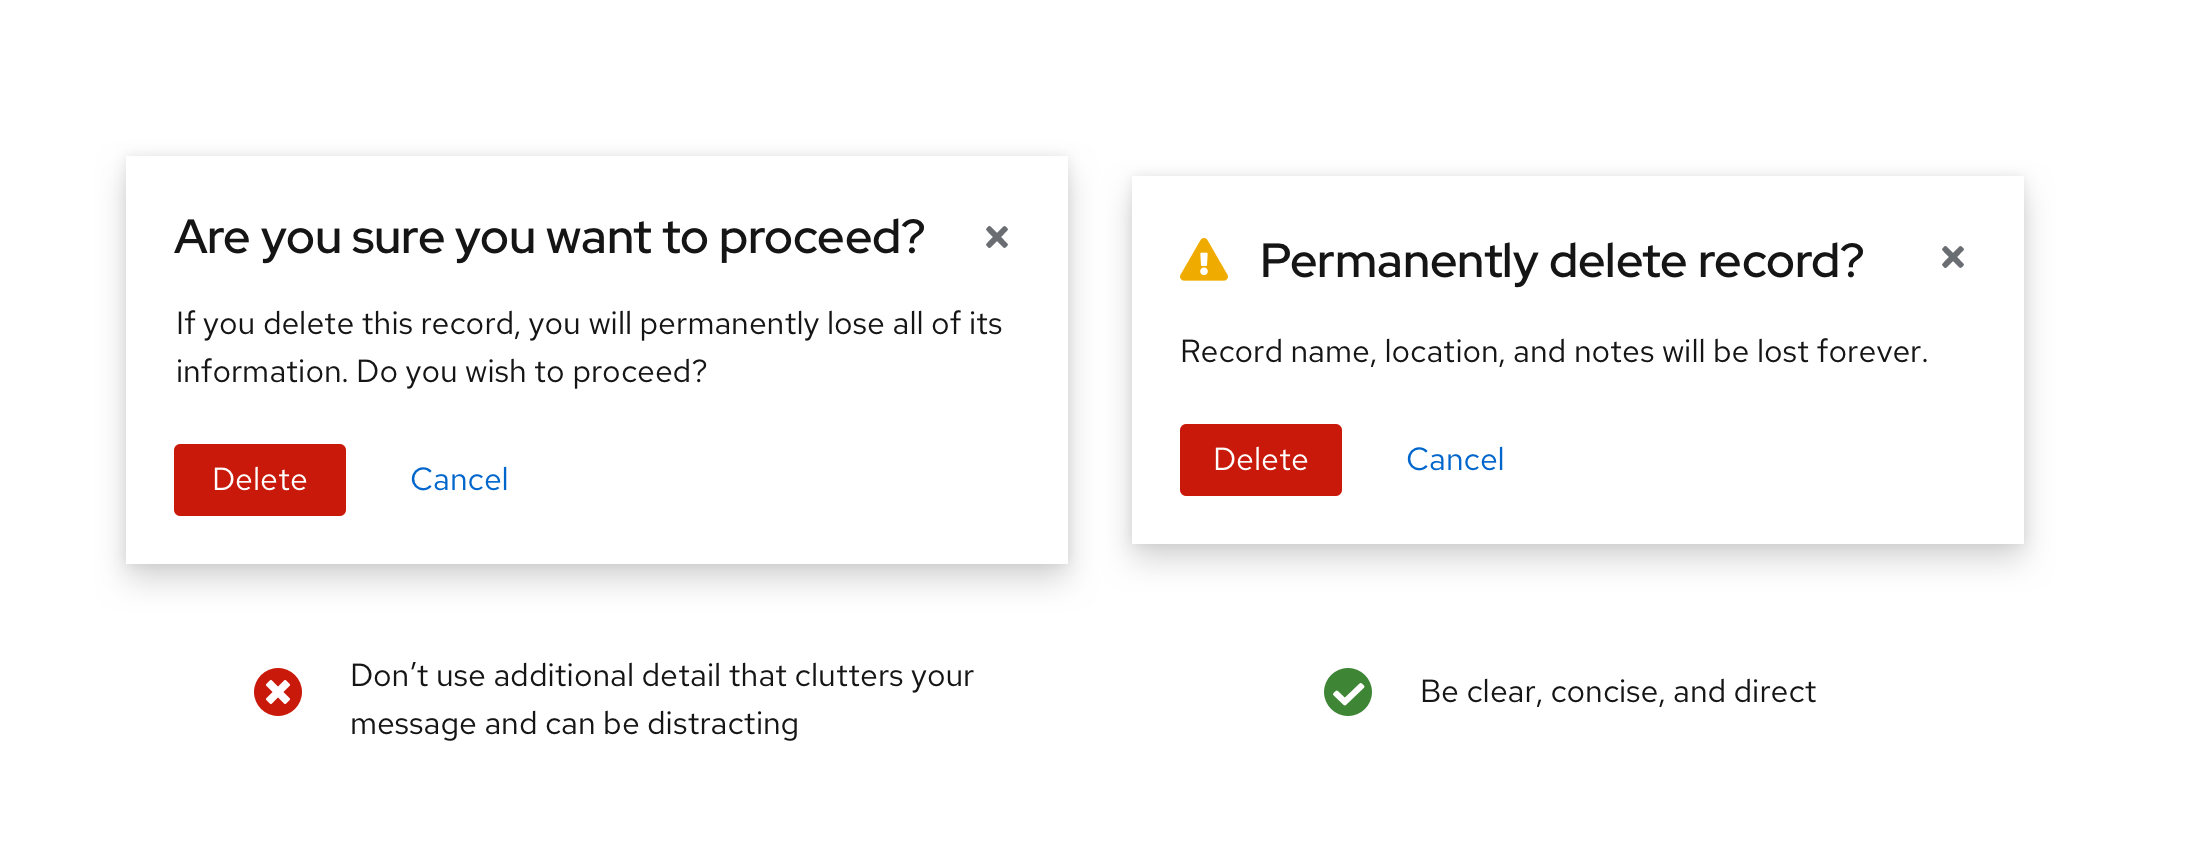 Are you sure you want to proceed?
If you delete this record, you will permanently lose all of its
information. Do you wish to proceed?
Delete
Cancel
Don’t use additional detail that clutters your
message and can be distracting
Permanently delete record?
Record name, location, and notes will be lost forever.
Delete
Cancel
Be clear, concise, and direct